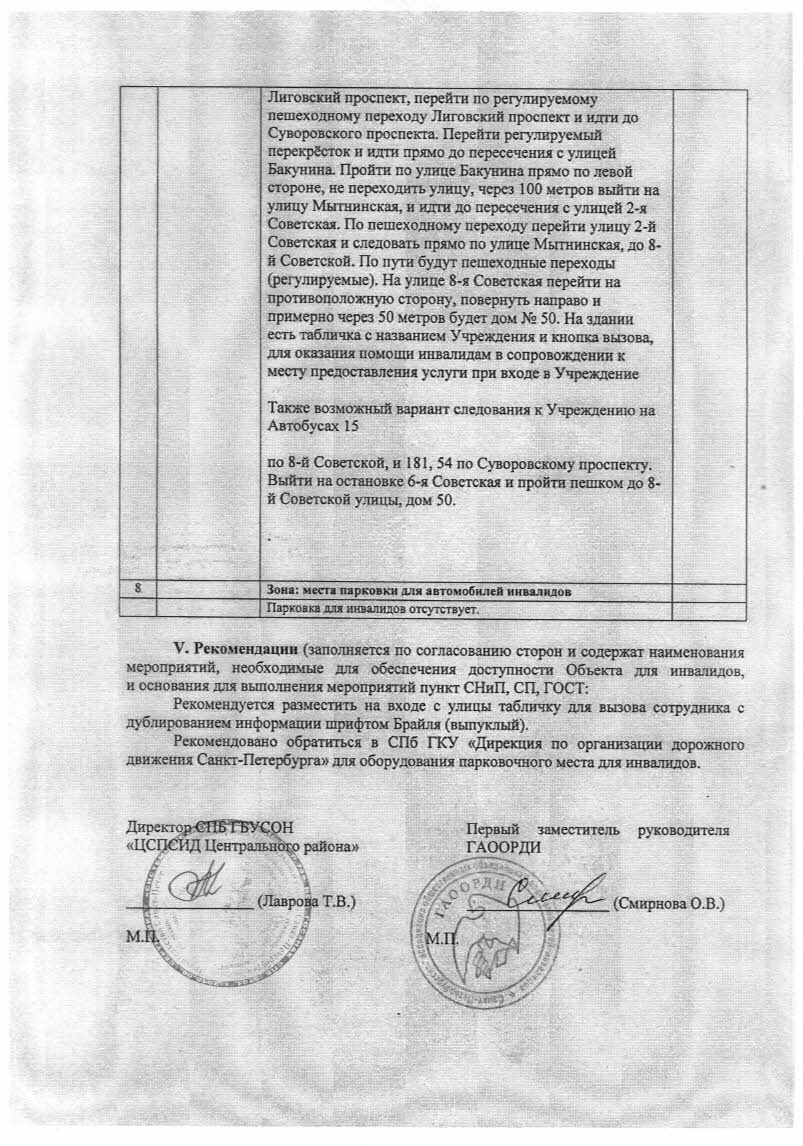 Лиговский проспект, перейти по регулируемому
пешеходному переходу Лиговский проспект и идти до
Суворовского проспекта. Перейти регулируемый
перекрёсток и идти прямо до пересечения с улицей
Бакунина. Пройти по улице Бакунина прямо по левой
стороне, не переходить улицу, через 100 метров выйти на
улицу Мытнинская, и идти до пересечения с улицей 2-я
Советская. По пешеходному переходу перейти улицу 2-й
Советская и следовать прямо по улице Мытнинская, до 8-
й Советской. По пути будут пешеходные переходы
(регулируемые). На улице 8-я Советская перейти на
противоположную сторону, повернуть направо и
примерно через 50 метров будет дом № 50. На здании
есть табличка с названием Учреждения и кнопка вызова,
для оказания помощи инвалидам в сопровождении к
месту предоставления услуги при входе в Учреждение
Также возможный вариант следования к Учреждению на
Автобусах 15
по 8-й Советской, и 181, 54 по Суворовскому проспекту.
Выйти на остановке 6-я Советская и пройти пешком до 8-
й Советской улицы, дом 50.
8 Зона: места парковки для автомобилей инвалидов
Парковка для инвалидов отсутствует.
V. Рекомендации (заполняется по согласованию сторон и содержат наименования
мероприятий, необходимые для обеспечения доступности Объекта для инвалидов,
и основания для выполнения мероприятий пункт СНиП, СП, ГОСТ:
Рекомендуется разместить на входе с улицы табличку для вызова сотрудника с
дублированием информации шрифтом Брайля (выпуклый).
Рекомендовано обратиться в СПб ГКУ «Дирекция по организации дорожного
движения Санкт-Петербурга» для оборудования парковочного места для инвалидов.
Директор СПБ ГБУСОН
«ЦСПСИД Центрального района»
(Лаврова Т.В.)
М.П.
Первый заместитель руководителя
ГАООРДИ
(Смирнова О.В.)
М.П.
ГАООРДИ